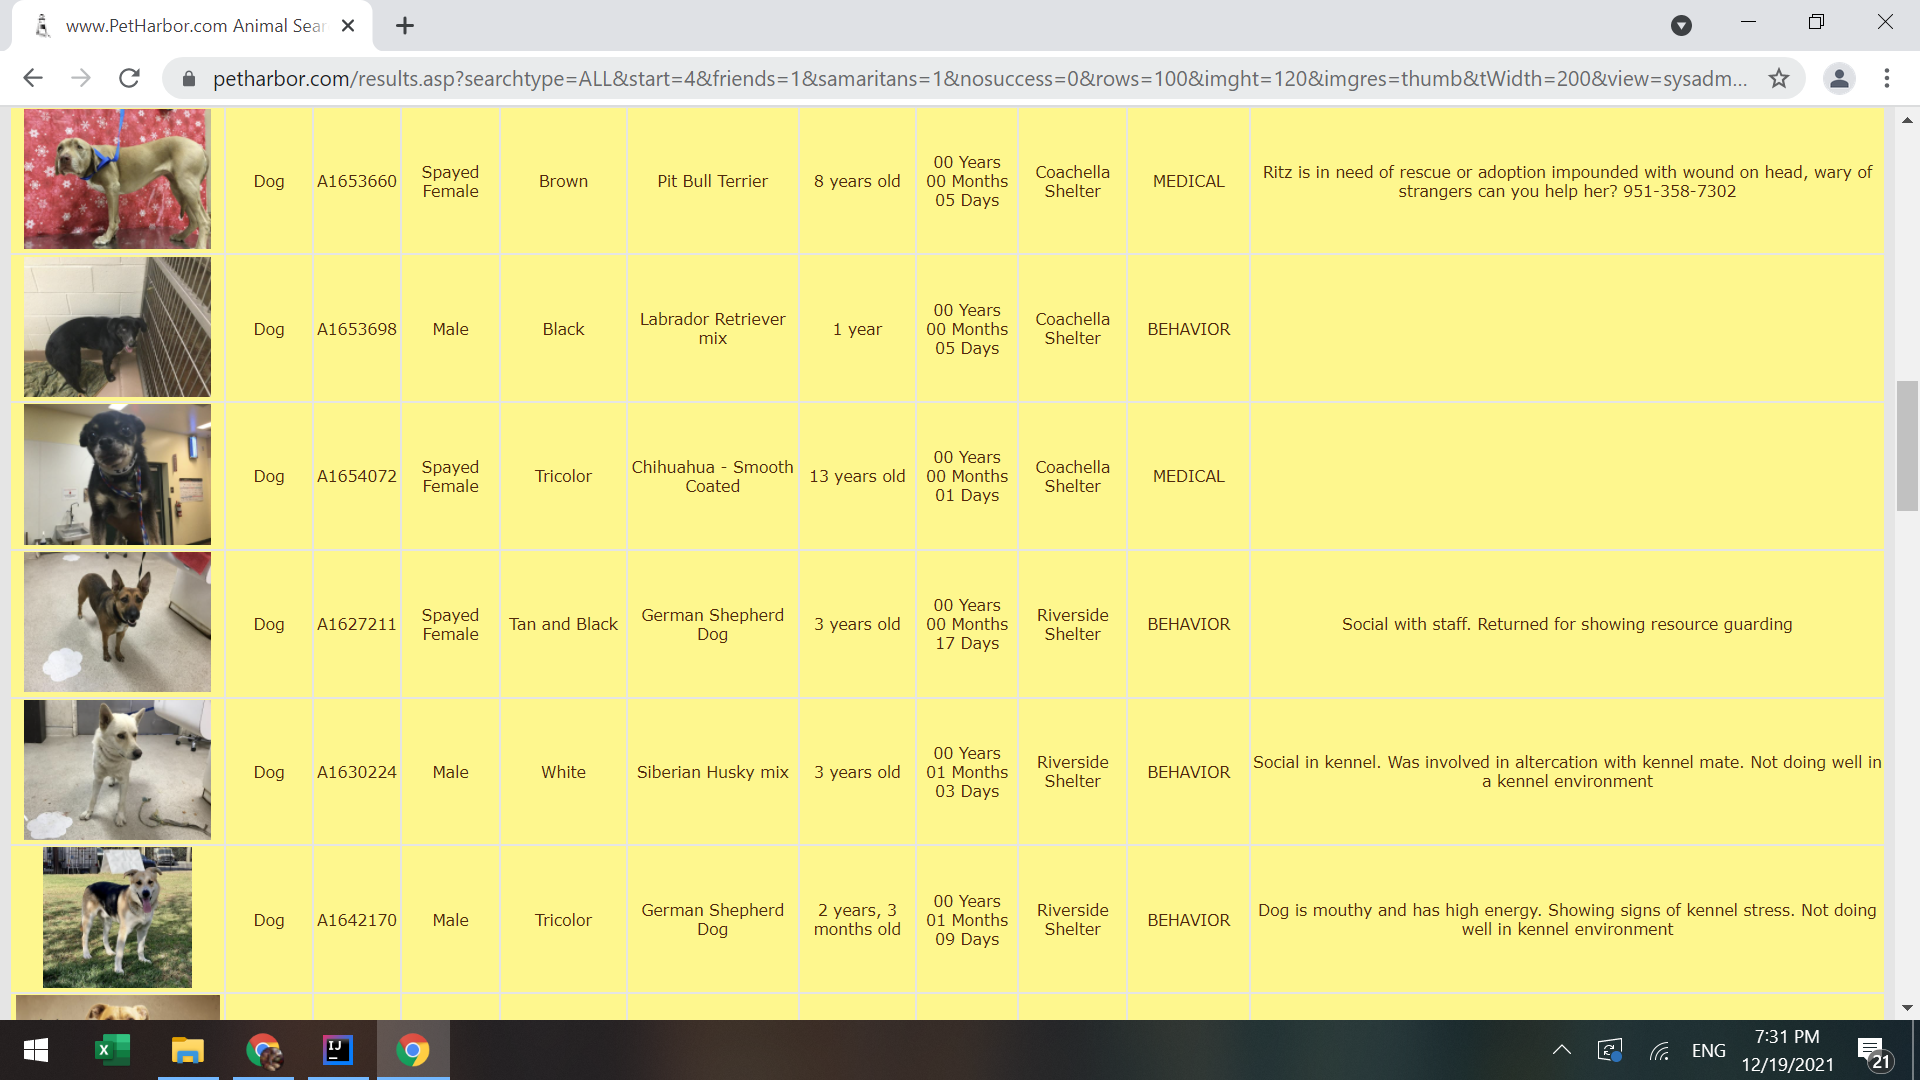 www.PetHarbor.com Animal Sear
petharbor.com/results.asp?searchtype=ALL&start=4&friends=1&samaritans=1&nosuccess=0&rows=100&imght=120&imgres=thumb&tWidth=200&view=sysadm...
Dog
A1653660
Spayed
Female
Brown
Pit Bull Terrier
8 years old
00 Years
00 Months
05 Days
Coachella
Shelter
MEDICAL
Ritz is in need of rescue or adoption impounded with wound on head, wary of
strangers can you help her? 951-358-7302
Dog
A1653698
Male
Black
Labrador Retriever
mix
1 year
00 Years
00 Months
05 Days
Coachella
Shelter
BEHAVIOR
Dog
A1654072
Spayed
Female
Tricolor
Chihuahua - Smooth
Coated
13 years old
00 Years
00 Months
01 Days
Coachella
Shelter
MEDICAL
Dog
A1627211
Spayed
Female
Tan and Black
German Shepherd
Dog
3 years old
00 Years
00 Months
17 Days
Riverside
Shelter
BEHAVIOR
Social with staff. Returned for showing resource guarding
Dog
A1630224
Male
White
Siberian Husky mix
3 years old
00 Years
01 Months
03 Days
Riverside
Shelter
BEHAVIOR
Social in kennel. Was involved in altercation with kennel mate. Not doing well in
a kennel environment
Dog
A1642170
Male
Tricolor
German Shepherd
Dog
2 years, 3
months old
00 Years
01 Months
09 Days
Riverside
Shelter
BEHAVIOR
Dog is mouthy and has high energy. Showing signs of kennel stress. Not doing
well in kennel environment
X
IJ
ENG
7:31 PM
12/19/2021
21